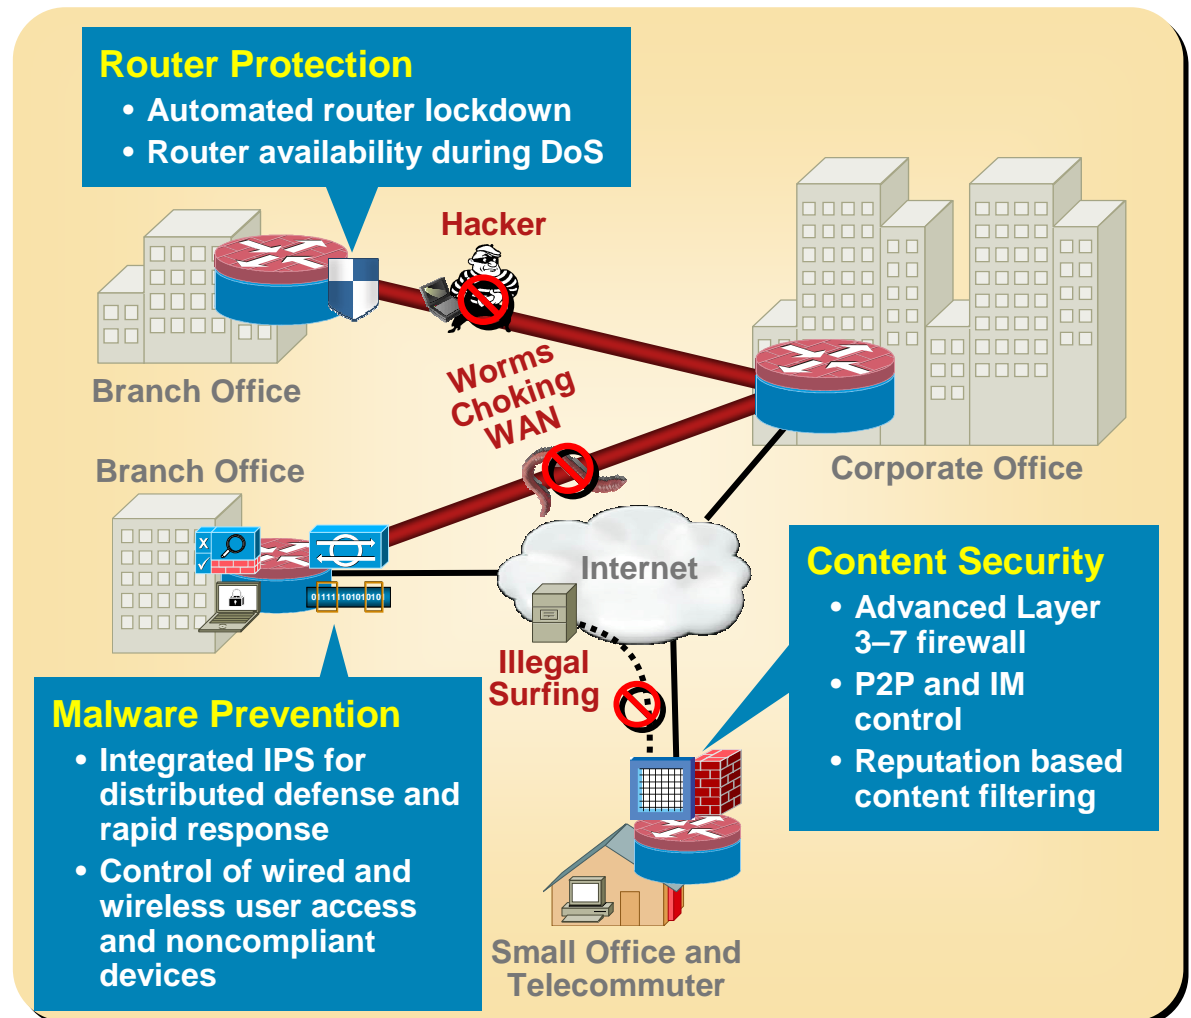 Router Protection
• Automated router lockdown
• Router availability during DoS
Hacker
Worms
Choking
WAN
Branch Office
Branch Office
Corporate Office
X
Internet
Illegal
Surfing
Content Security
• Advanced Layer
3–7 firewall
• P2P and IM
control
• Reputation based
content filtering
Malware Prevention
• Integrated IPS for
distributed defense and
rapid response
• Control of wired and
wireless user access
and noncompliant
devices
Small Office and
Telecommuter